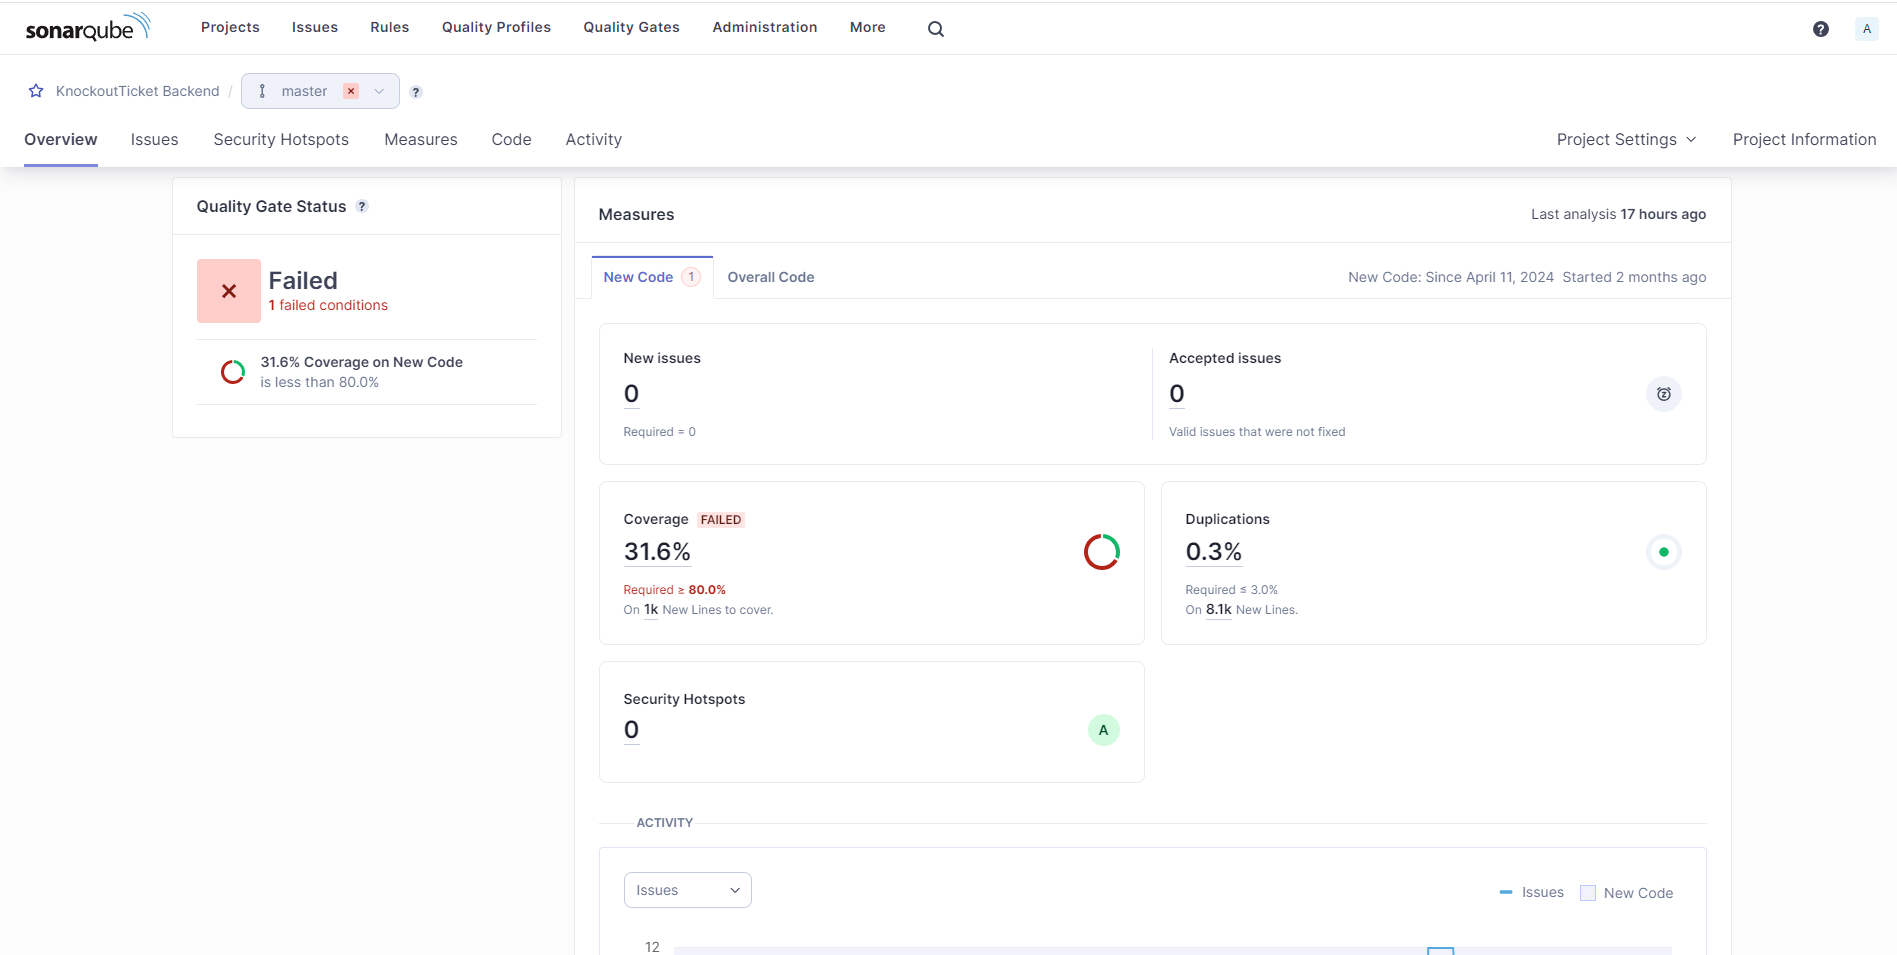 sonarqube
Projects Issues Rules Quality Profiles Quality Gates Administration More ? A
KnockoutTicket Backend / master ?
Overview Issues Security Hotspots Measures Code Activity Project Settings Project Information
Quality Gate Status ?
Failed
1 failed conditions
31.6% Coverage on New Code
is less than 80.0%
Measures Last analysis 17 hours ago
New Code 1 Overall Code New Code: Since April 11, 2024 Started 2 months ago
New issues
0
Required = 0
Accepted issues
0
Valid issues that were not fixed
Coverage FAILED
31.6%
Required ≥ 80.0%
On 1k New Lines to cover.
Duplications
0.3%
Required ≤ 3.0%
On 8.1k New Lines.
Security Hotspots
0
A
ACTIVITY
Issues
Issues New Code
12